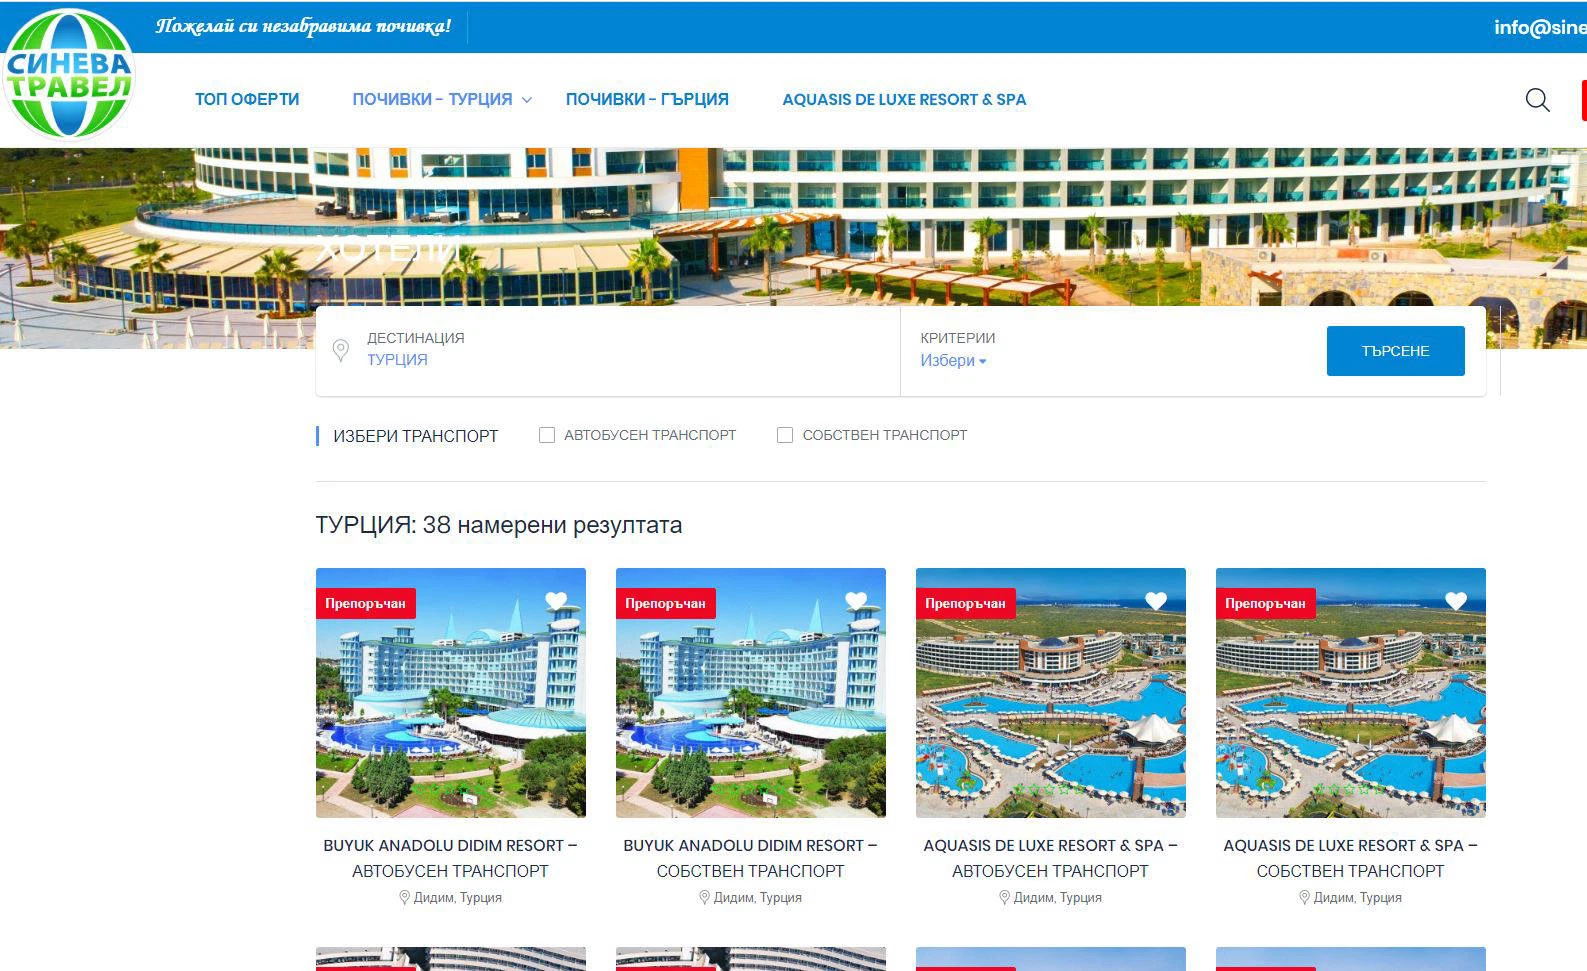 Пожелай си незабравима почивка!
info@sine
СИНЕВА
ТРАВЕЛ
ТОП ОФЕРТИ
ПОЧИВКИ – ТУРЦИЯ
ПОЧИВКИ – ГЪРЦИЯ
AQUASIS DE LUXE RESORT & SPA
ХОТЕЛИ
ДЕСТИНАЦИЯ
ТУРЦИЯ
КРИТЕРИИ
Избери
ТЪРСЕНЕ
ИЗБЕРИ ТРАНСПОРТ
АВТОБУСЕН ТРАНСПОРТ
СОБСТВЕН ТРАНСПОРТ
ТУРЦИЯ: 38 намерени резултата
Препоръчан
Препоръчан
Препоръчан
Препоръчан
BUYUK ANADOLU DIDIM RESORT –
АВТОБУСЕН ТРАНСПОРТ
Дидим, Турция
BUYUK ANADOLU DIDIM RESORT –
СОБСТВЕН ТРАНСПОРТ
Дидим, Турция
AQUASIS DE LUXE RESORT & SPA –
АВТОБУСЕН ТРАНСПОРТ
Дидим, Турция
AQUASIS DE LUXE RESORT & SPA –
СОБСТВЕН ТРАНСПОРТ
Дидим, Турция